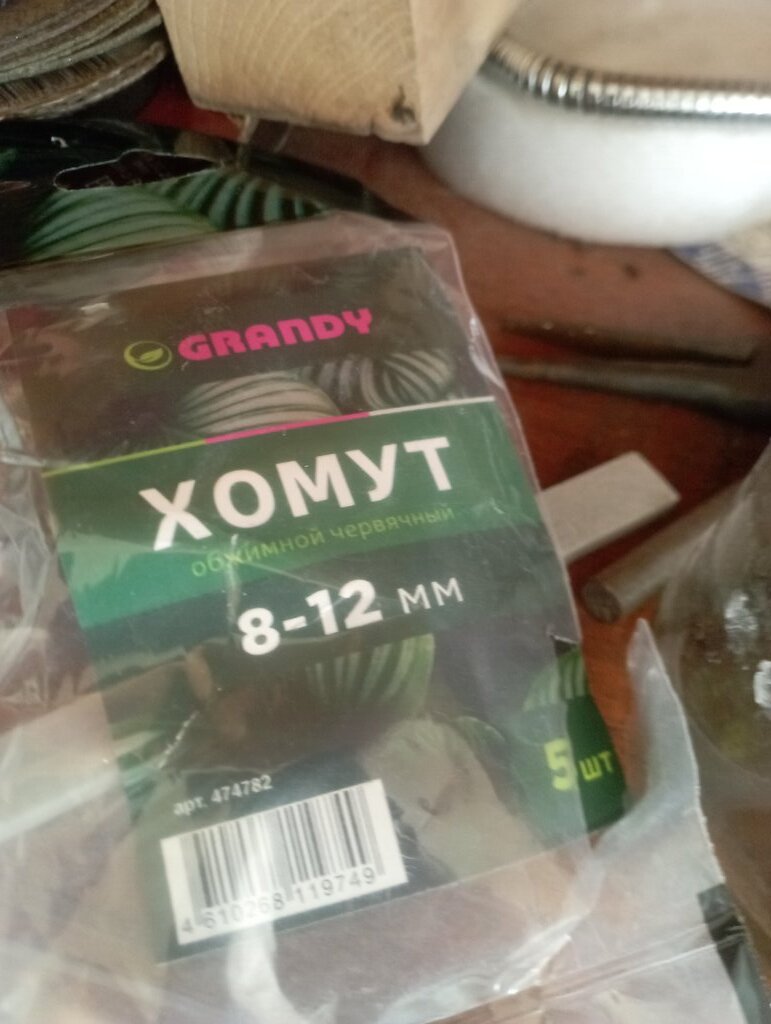 GRANDY
ХОМУТ
обжимной червячный
8-12 мм
5 шт
арт. 474782
4 610268 119749